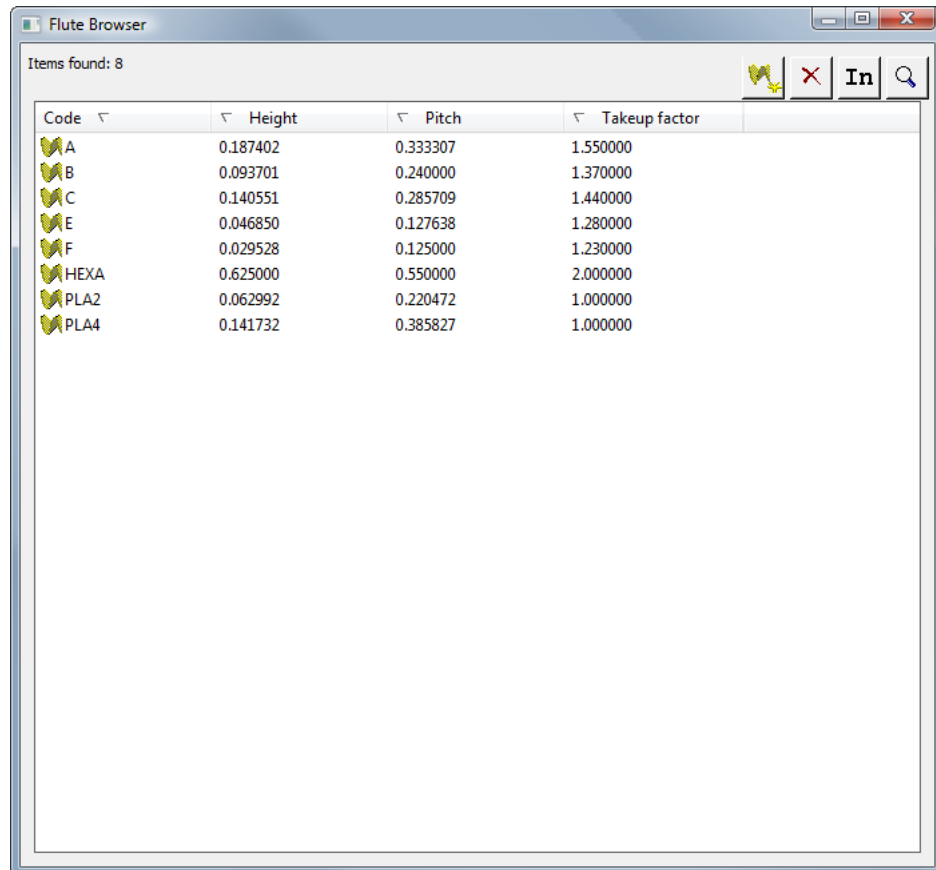 Flute Browser
Items found: 8
In
Code Height Pitch Takeup factor
A 0.187402 0.333307 1.550000
B 0.093701 0.240000 1.370000
C 0.140551 0.285709 1.440000
E 0.046850 0.127638 1.280000
F 0.029528 0.125000 1.230000
HEXA 0.625000 0.550000 2.000000
PLA2 0.062992 0.220472 1.000000
PLA4 0.141732 0.385827 1.000000